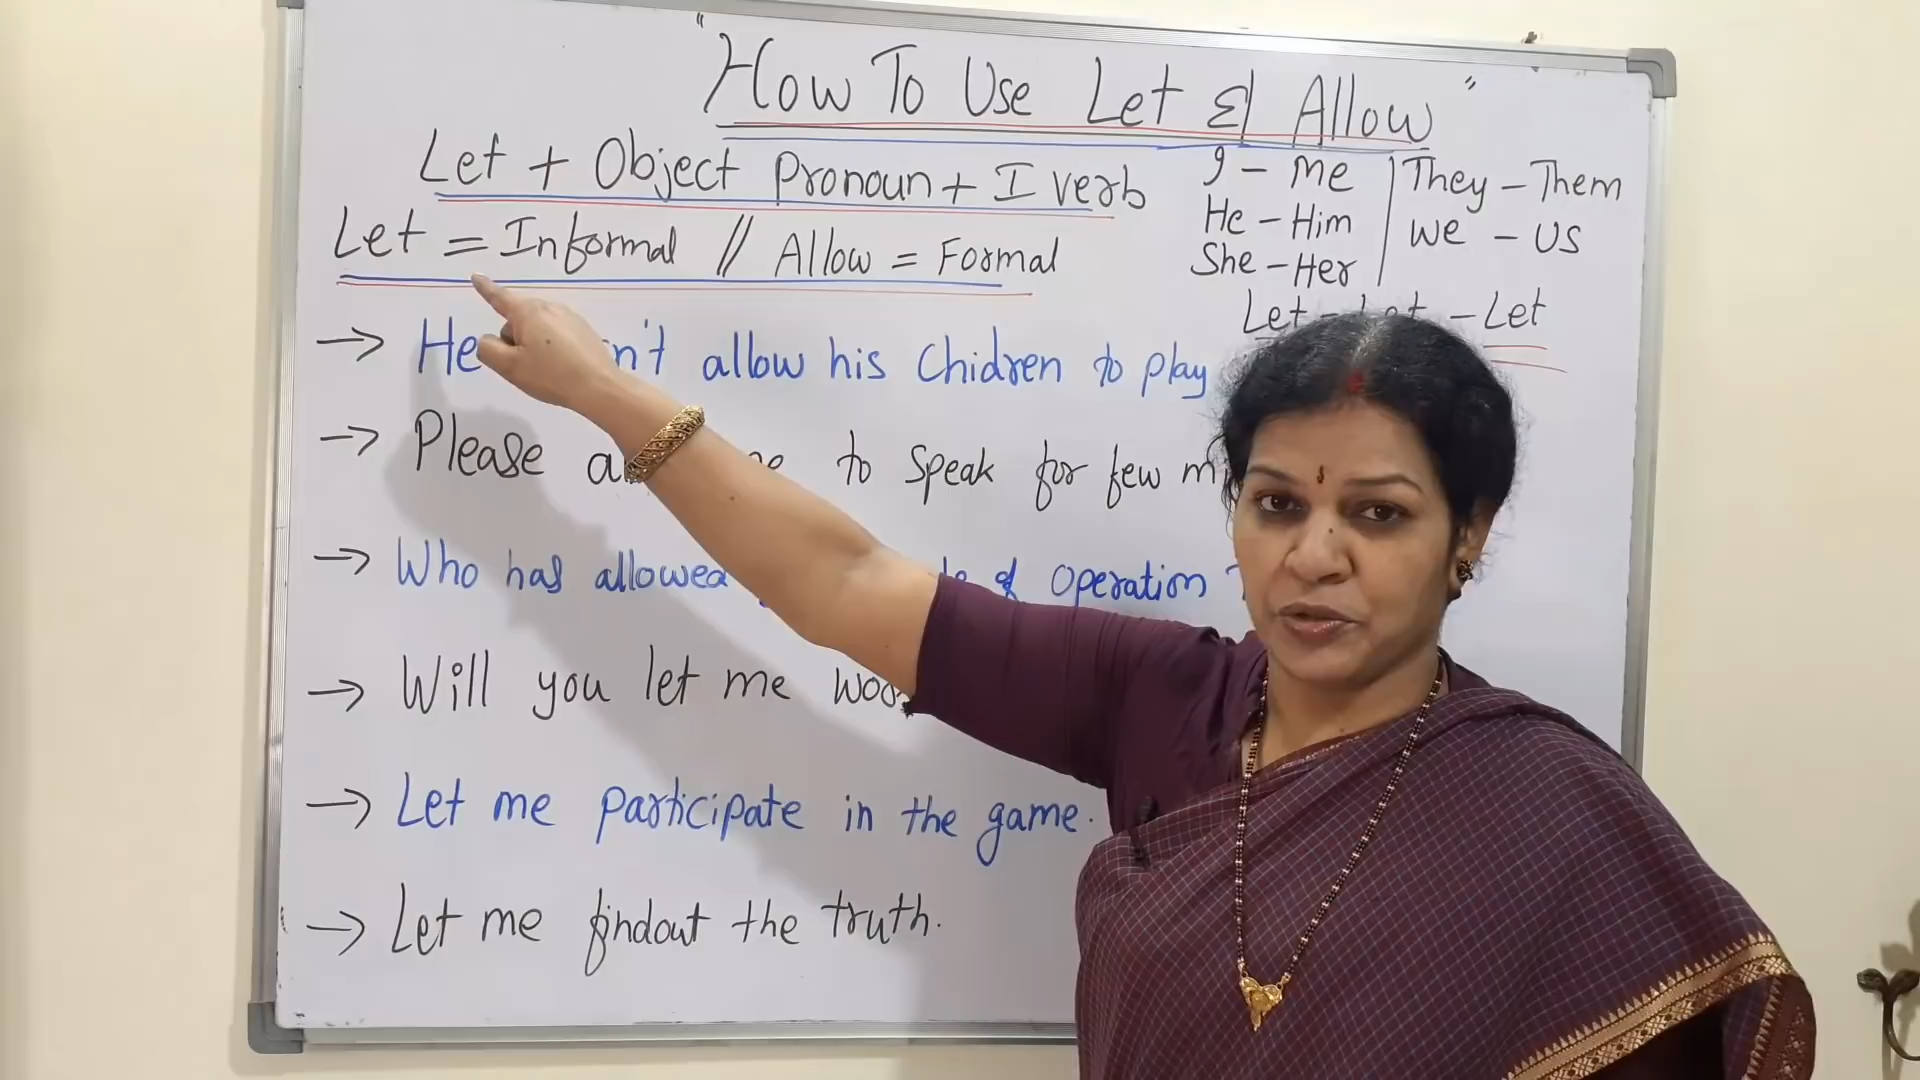 "How To Use Let & Allow"
Let + Object Pronoun + I verb
Let = Informal // Allow = Formal
I - Me
He - Him
She - Her
They - Them
We - US
Let - Let - Let
→ He allow his Chidren to play
→ Please to Speak for few
→ Who has allowed of operation ?
→ Will you let me
→ Let me participate in the game.
→ Let me findout the truth.